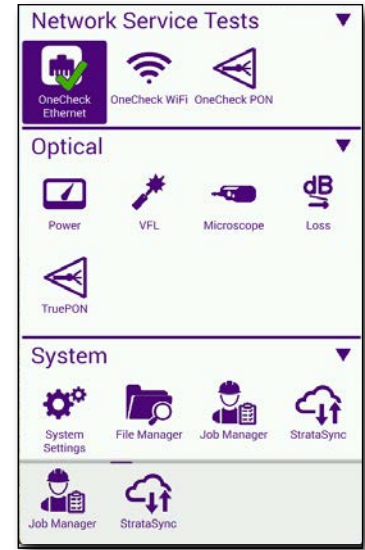 Network Service Tests
OneCheck Ethernet
OneCheck WiFi
OneCheck PON
Optical
Power
VFL
Microscope
dB
Loss
TruePON
System
System Settings
File Manager
Job Manager
StrataSync
Job Manager
StrataSync